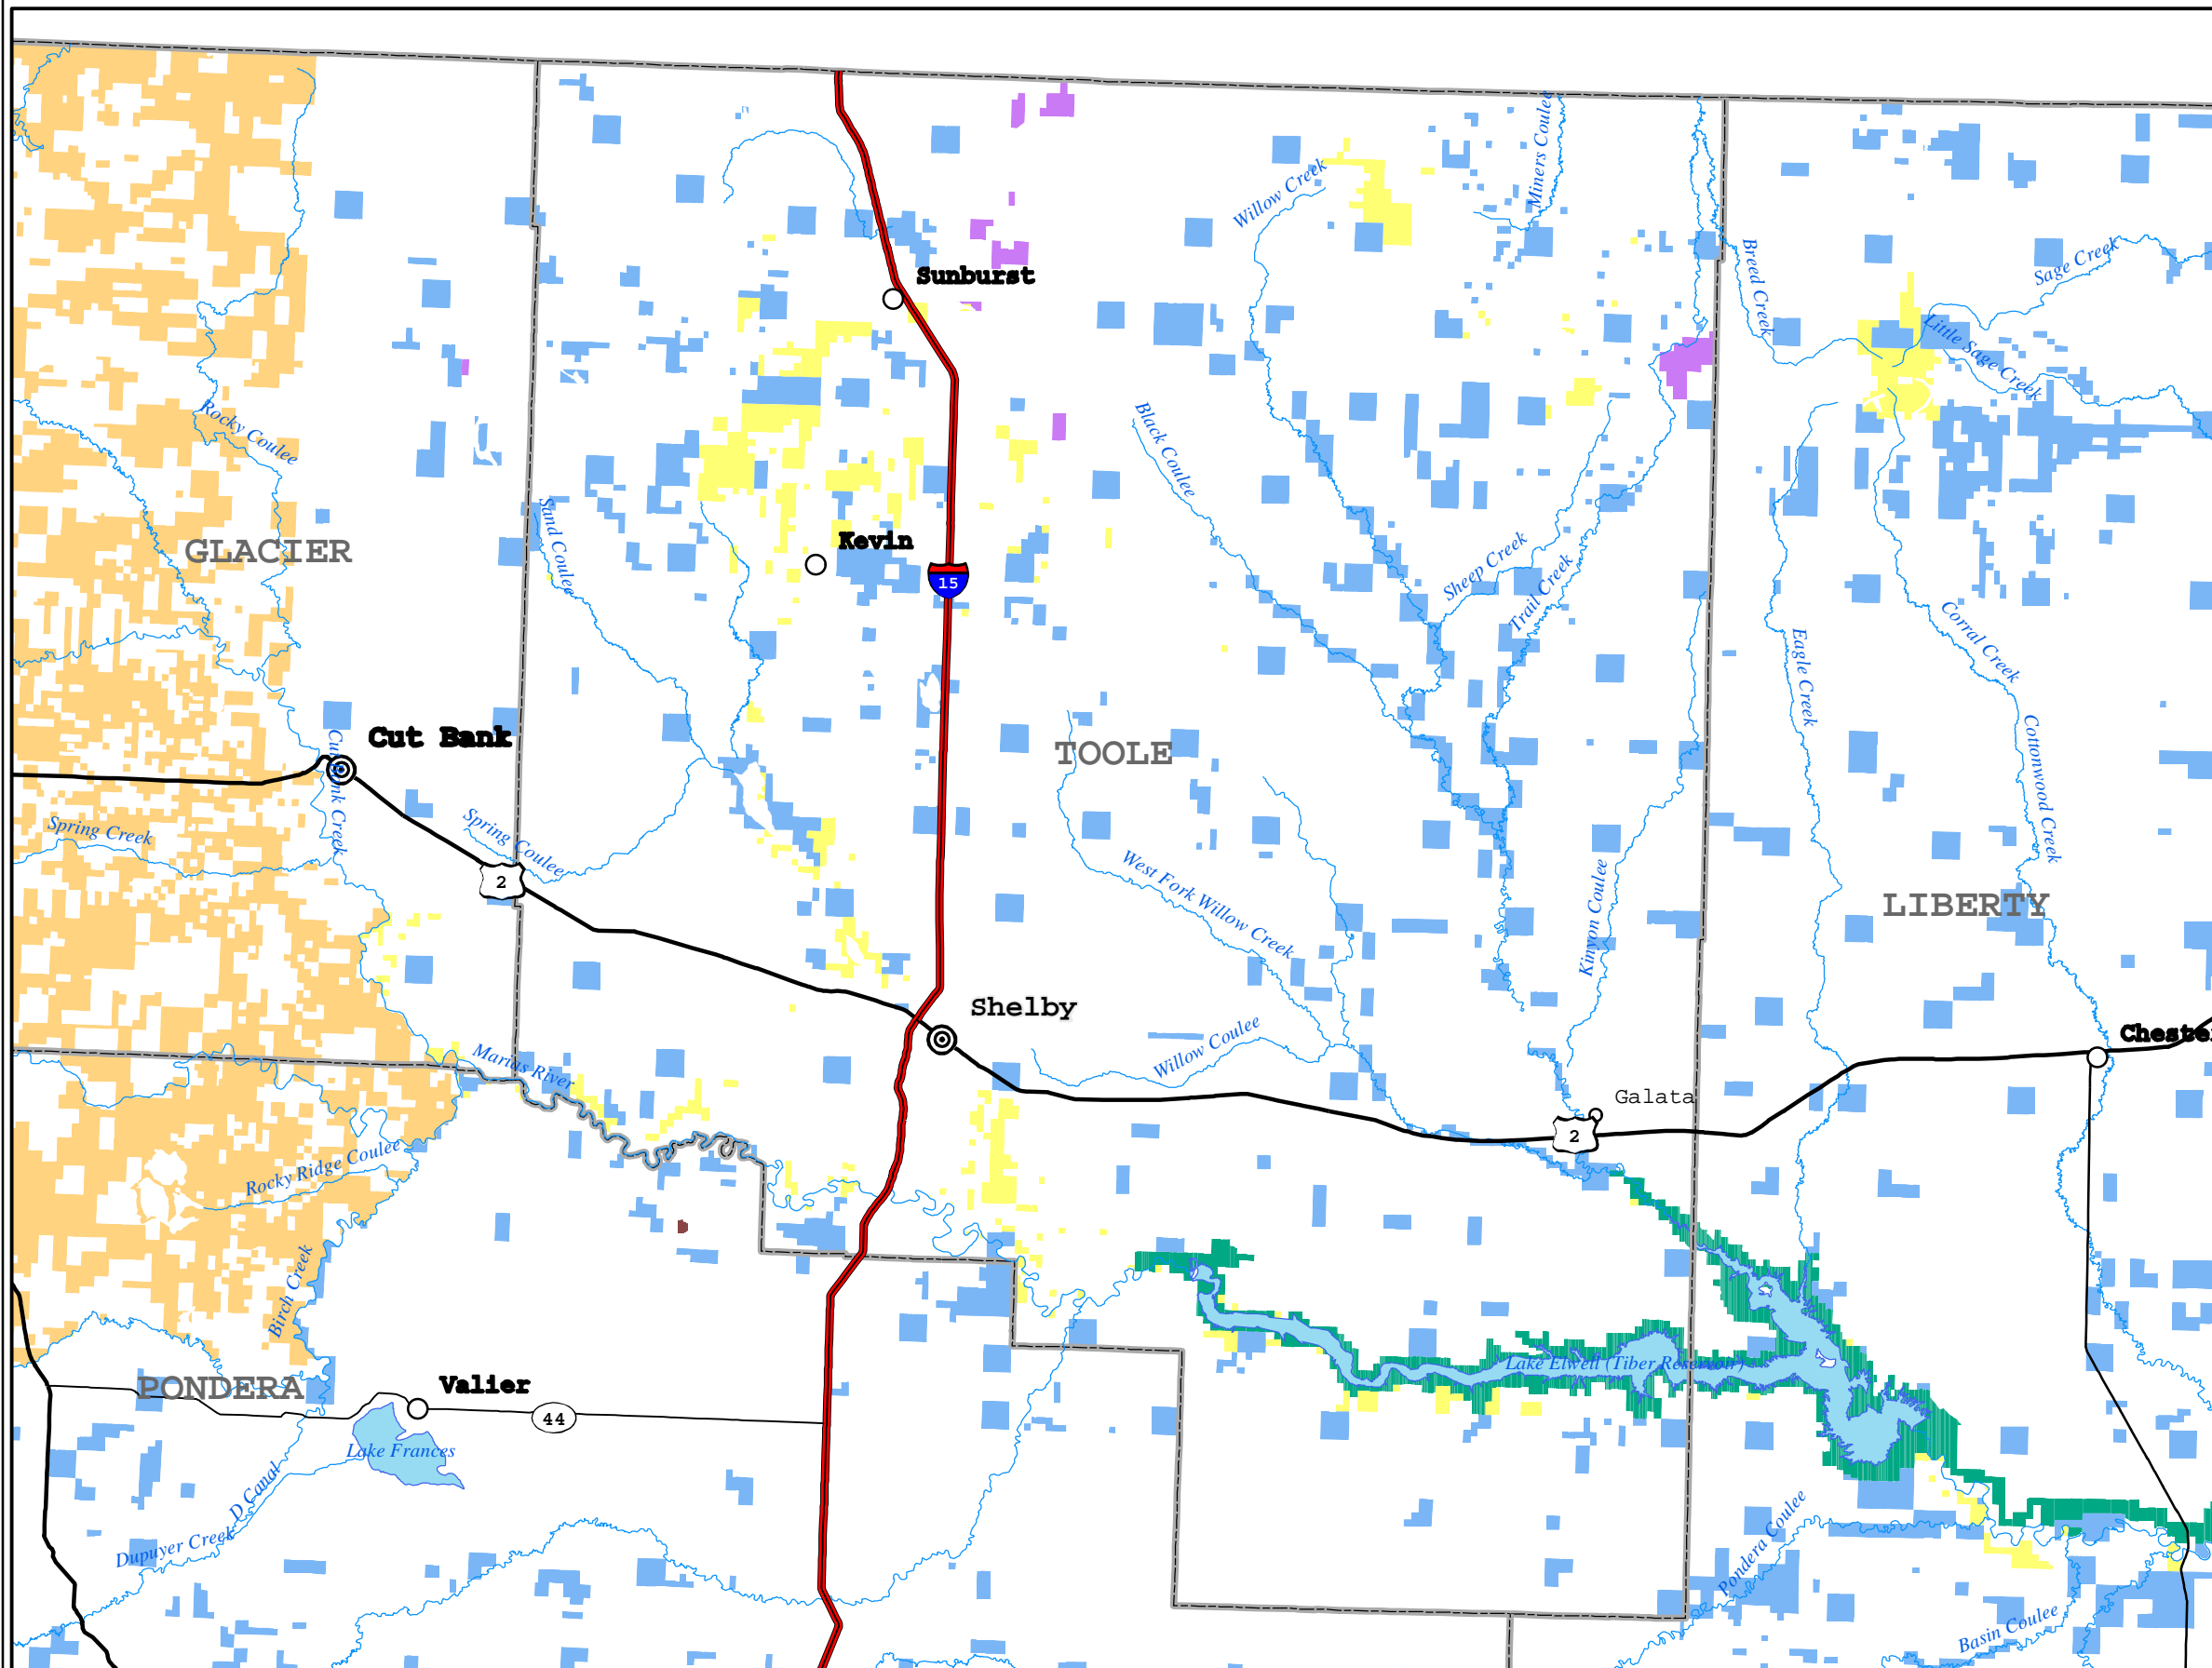 Miners Coulee
Willow Creek
Breed Creek
Sage Creek
Sunburst
Little Sage Creek
Rocky Coulee
Black Coulee
Sand Coulee
GLACIER
Kevin
15
Sheep Creek
Trail Creek
Corral Creek
Eagle Creek
Cut Bank
TOOLE
Cottonwood Creek
Spring Creek
Spring Coulee
2
West Fork Willow Creek
Kinyon Coulee
LIBERTY
Shelby
Willow Coulee
Marias River
Galata
2
Rocky Ridge Coulee
Birch Creek
Lake Elwell (Tiber Reservoir)
PONDERA
Valier
44
Lake Frances
D Canal
Dupuyer Creek
Pondera Coulee
Basin Coulee